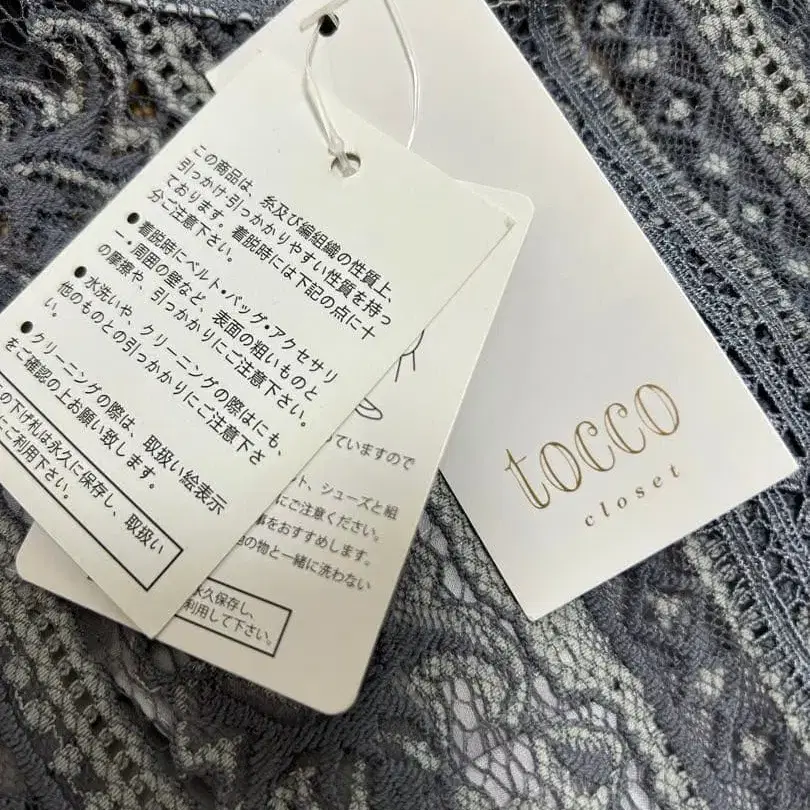 この商品は、糸及び編組織の性質上、
引っかけ引っかかりやすい性質を持っ
ております。着脱時には下記の点に十
分ご注意下さい。
●着脱時にベルト・バッグ・アクセサリ
ー・周囲の壁など、表面の粗いものと
の摩擦や、引っかかりにご注意下さい。
●水洗いや、クリーニングの際はにも、
他のものとの引っかかりにご注意下さ
い。
●クリーニングの際は、取扱い絵表示
をご確認の上お願い致します。
の下げ札は永久に保存し、取扱い
にご利用下さい。
っていますので
ト、シューズと組
にご注意ください。
事をおすすめします。
の物と一緒に洗わない
永久保存し、
利用して下さい。
tocco
closet